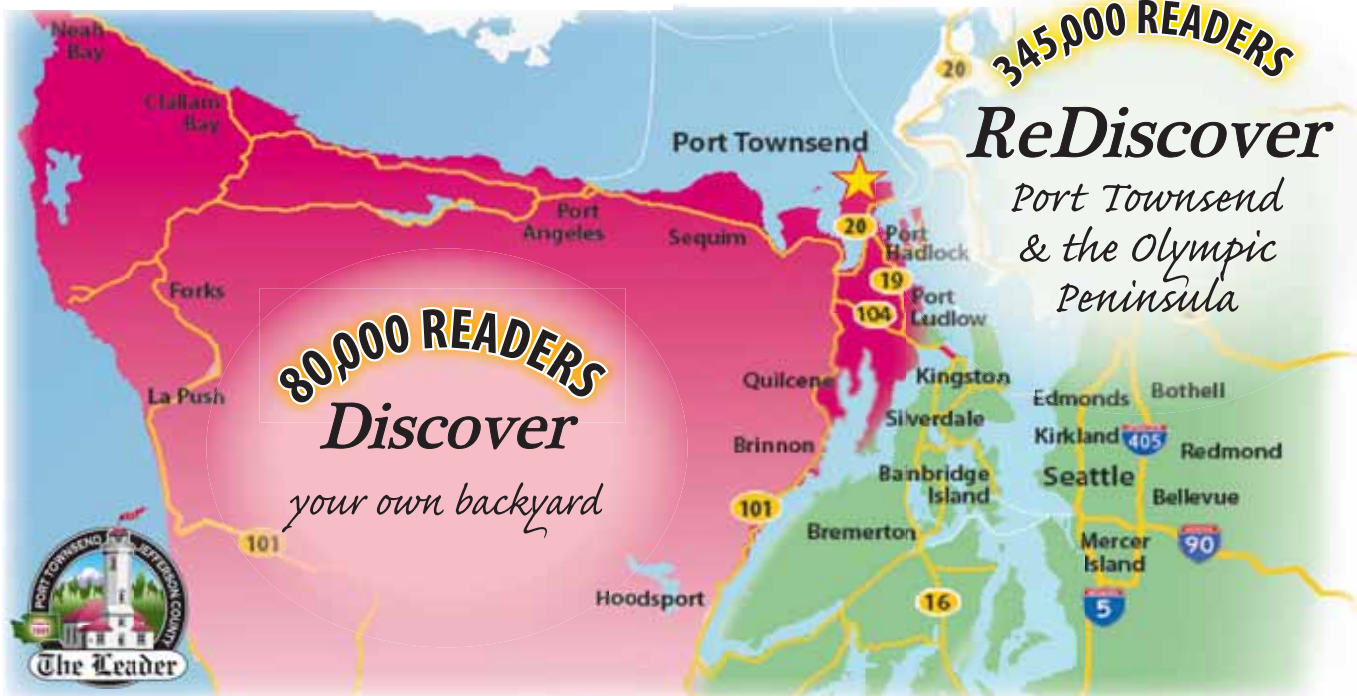 345,000 READERS
ReDiscover
Port Townsend
& the Olympic
Peninsula
Neah
Bay
Clallam
Bay
Port Townsend
20
20
Port
Angeles
Sequim
Port
Hadlock
19
Forks
104
Port
Ludlow
80,000 READERS
Discover
your own backyard
La Push
Quilcene
Kingston
Edmonds
Bothell
Silverdale
Kirkland
405
Redmond
Brinnon
Seattle
Bainbridge
Island
Bellevue
101
Bremerton
Mercer
Island
90
101
Hoodsport
16
5
PORT TOWNSEND JEFFERSON COUNTY
The Leader